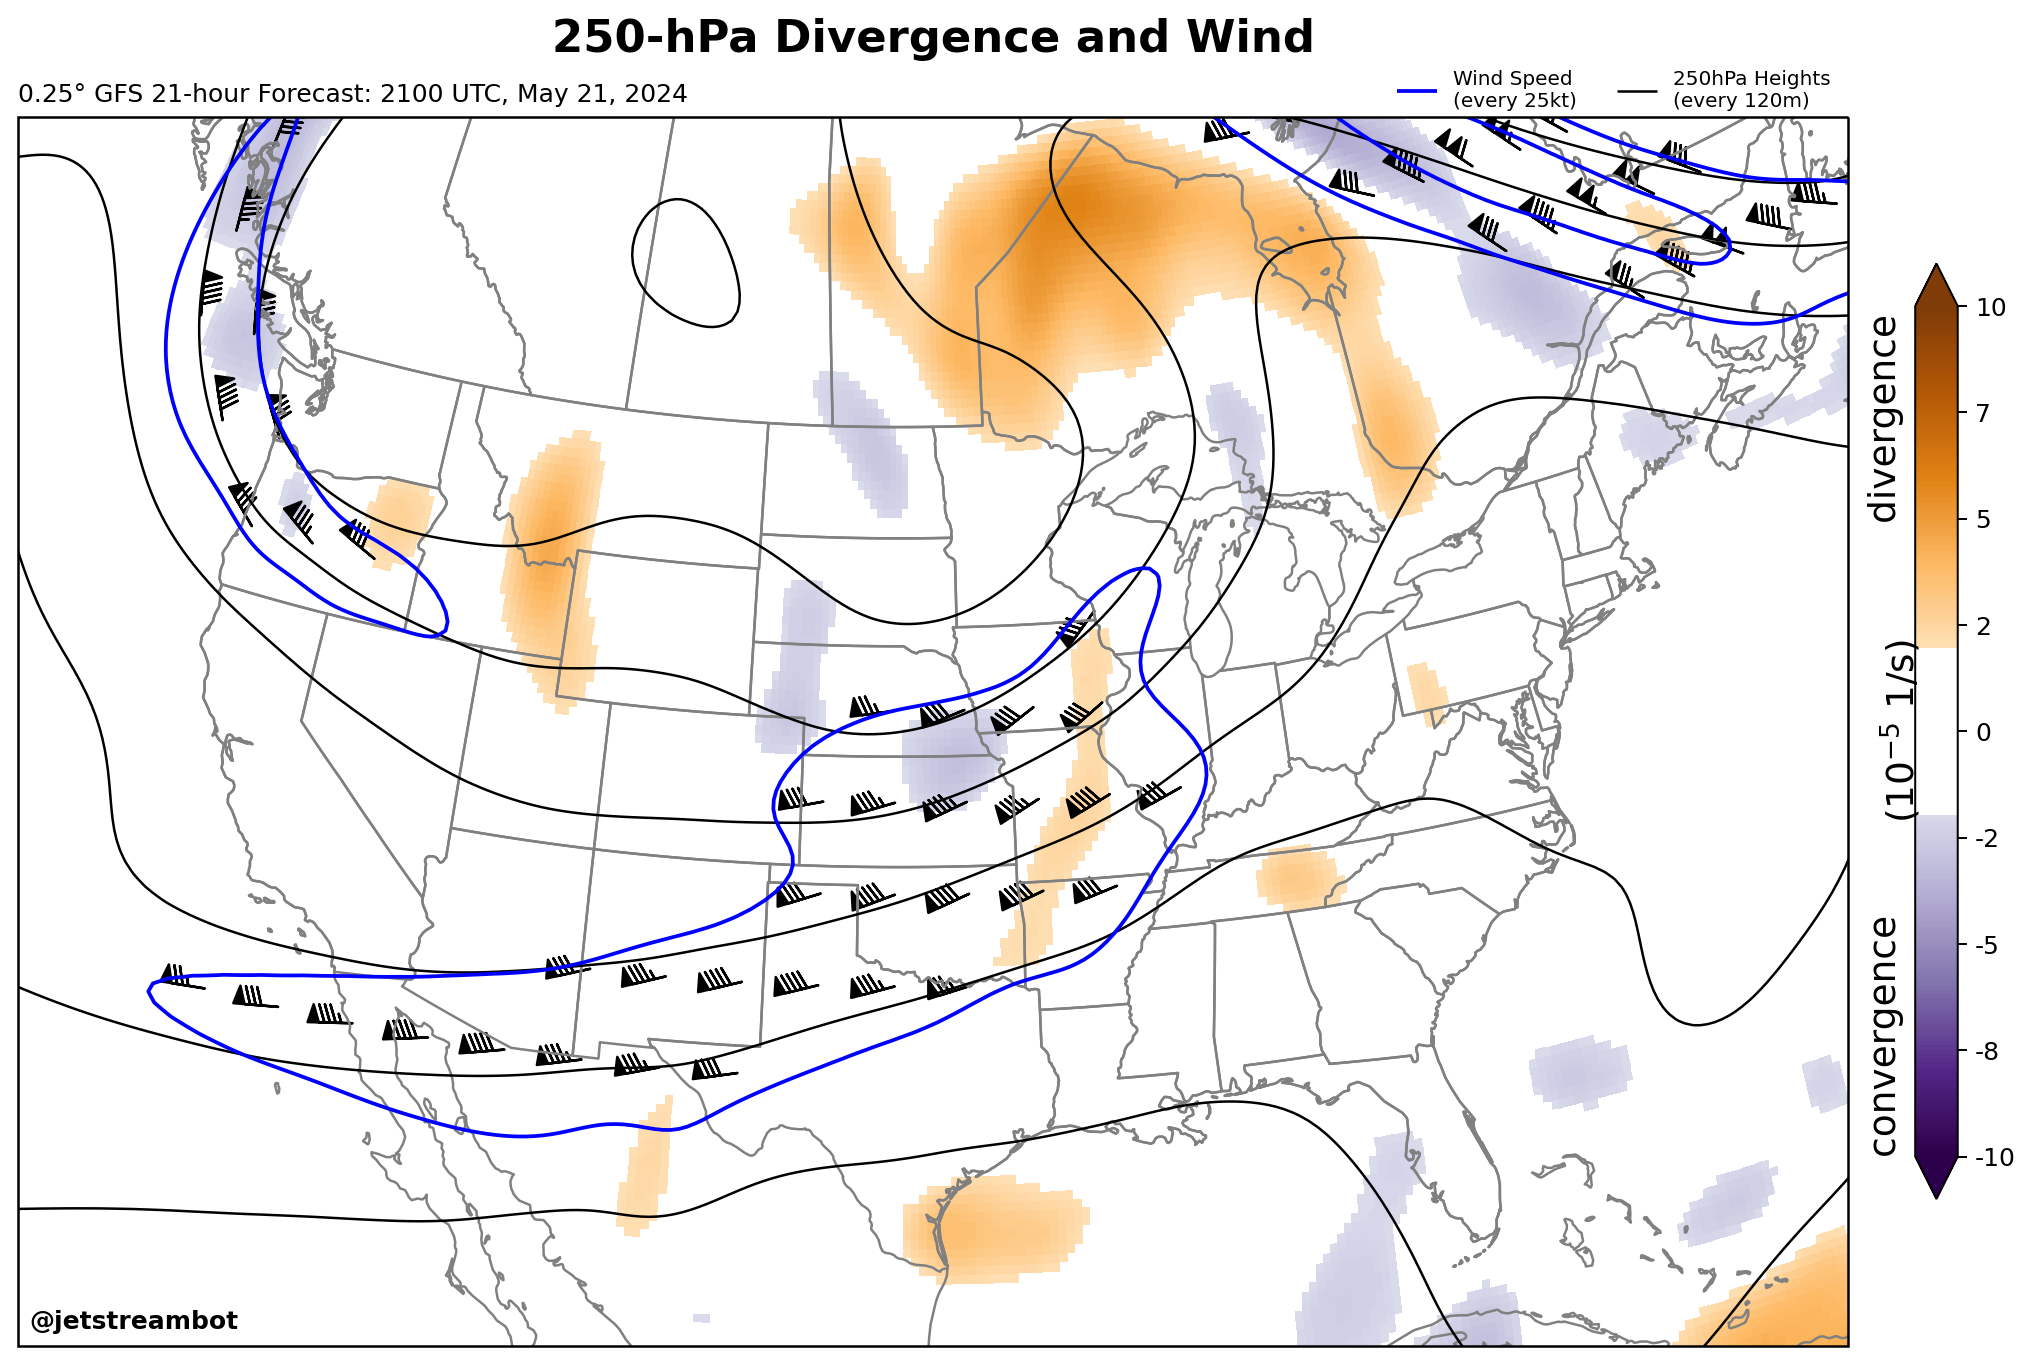 250-hPa Divergence and Wind
0.25° GFS 21-hour Forecast: 2100 UTC, May 21, 2024
Wind Speed
(every 25kt)
250hPa Heights
(every 120m)
10
7
5
2
0
-2
-5
-8
-10
divergence
(10⁻⁵ 1/s)
convergence
@jetstreambot